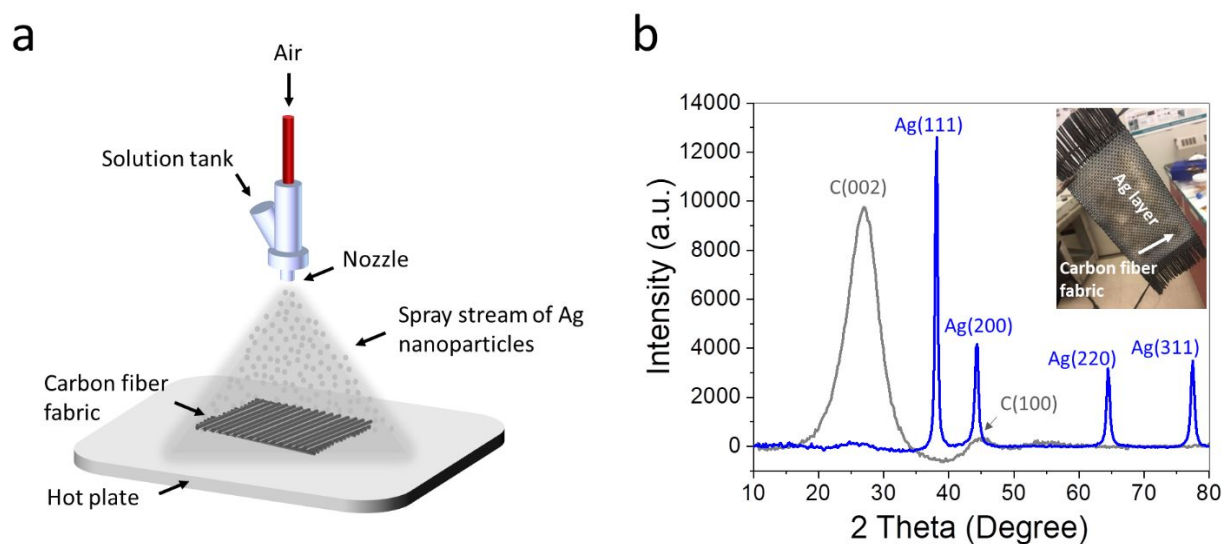 a
Air
Solution tank
Nozzle
Spray stream of Ag
nanoparticles
Carbon fiber
fabric
Hot plate
b
14000
12000
10000
8000
6000
4000
2000
0
Intensity (a.u.)
10 20 30 40 50 60 70 80
2 Theta (Degree)
C(002)
Ag(111)
Ag(200)
C(100)
Ag(220)
Ag(311)
Ag layer
Carbon fiber
fabric